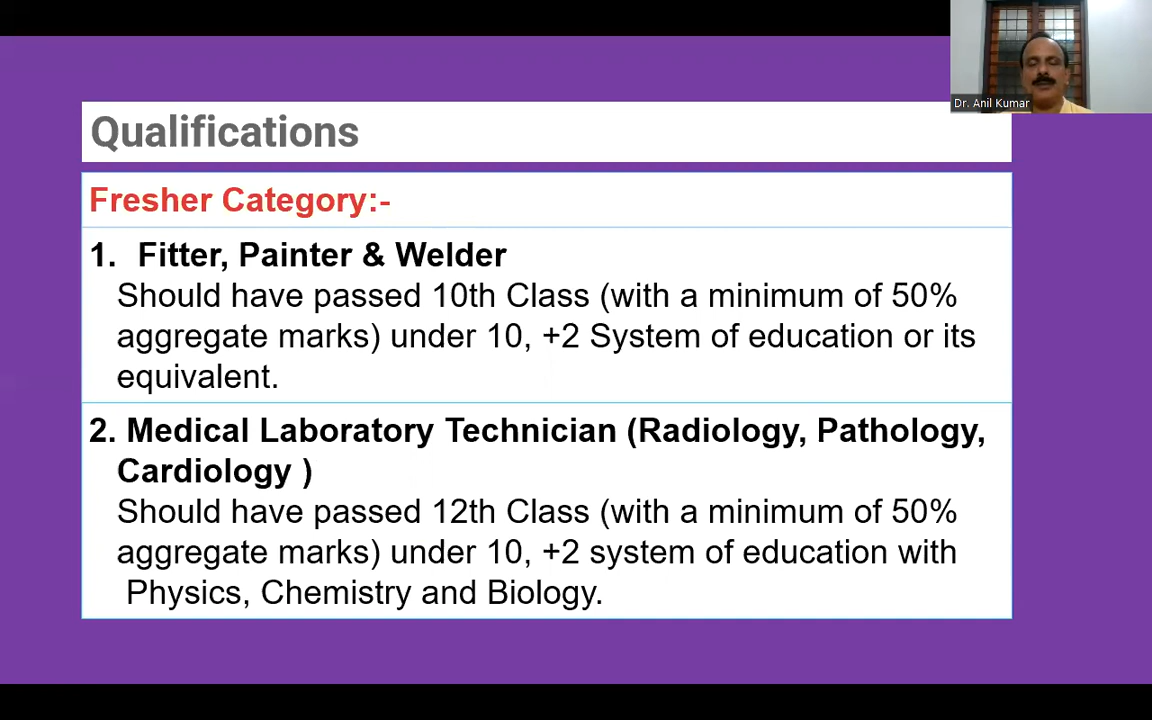 Dr. Anil Kumar
Qualifications
Fresher Category:-
1. Fitter, Painter & Welder
Should have passed 10th Class (with a minimum of 50%
aggregate marks) under 10, +2 System of education or its
equivalent.
2. Medical Laboratory Technician (Radiology, Pathology,
Cardiology )
Should have passed 12th Class (with a minimum of 50%
aggregate marks) under 10, +2 system of education with
Physics, Chemistry and Biology.